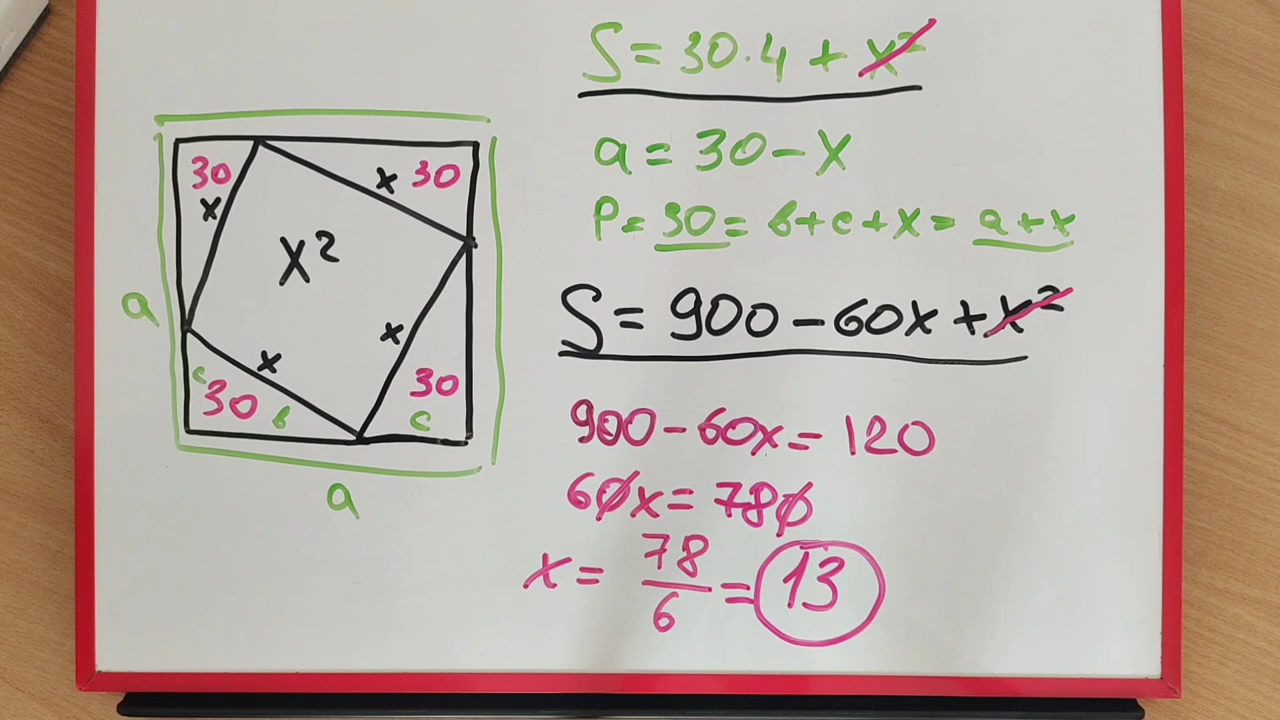 S = 30·4 + x²
a = 30 - x
P = 30 = b + c + x = a + x
S = 900 - 60x + x²
900 - 60x = 120
60x = 780
x = 78/6 = 13
30
x
x
30
x²
a
x
x
c
30
b
30
c
a